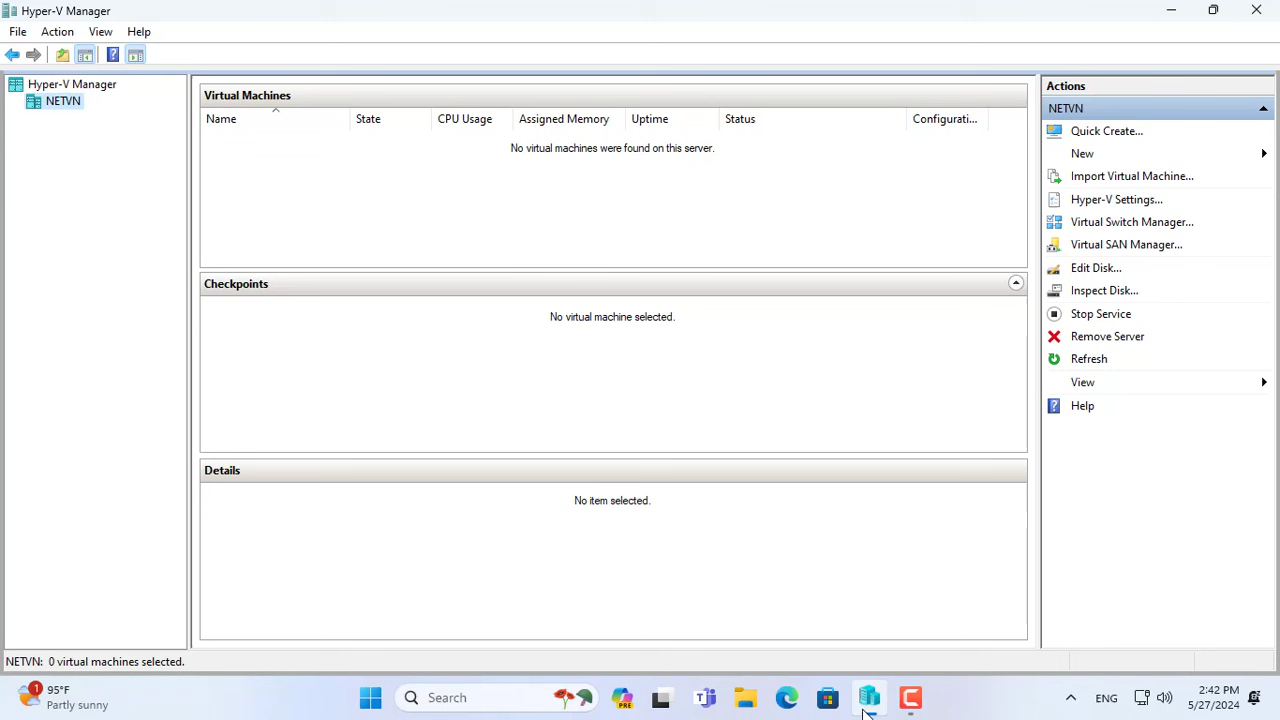 Hyper-V Manager
File Action View Help
Hyper-V Manager
NETVN
Virtual Machines
Name State CPU Usage Assigned Memory Uptime Status Configurati...
No virtual machines were found on this server.
Checkpoints
No virtual machine selected.
Details
No item selected.
Actions
NETVN
Quick Create...
New
Import Virtual Machine...
Hyper-V Settings...
Virtual Switch Manager...
Virtual SAN Manager...
Edit Disk...
Inspect Disk...
Stop Service
Remove Server
Refresh
View
Help
NETVN: 0 virtual machines selected.
1
95°F
Partly sunny
Search
PRE
ENG
2:42 PM
5/27/2024